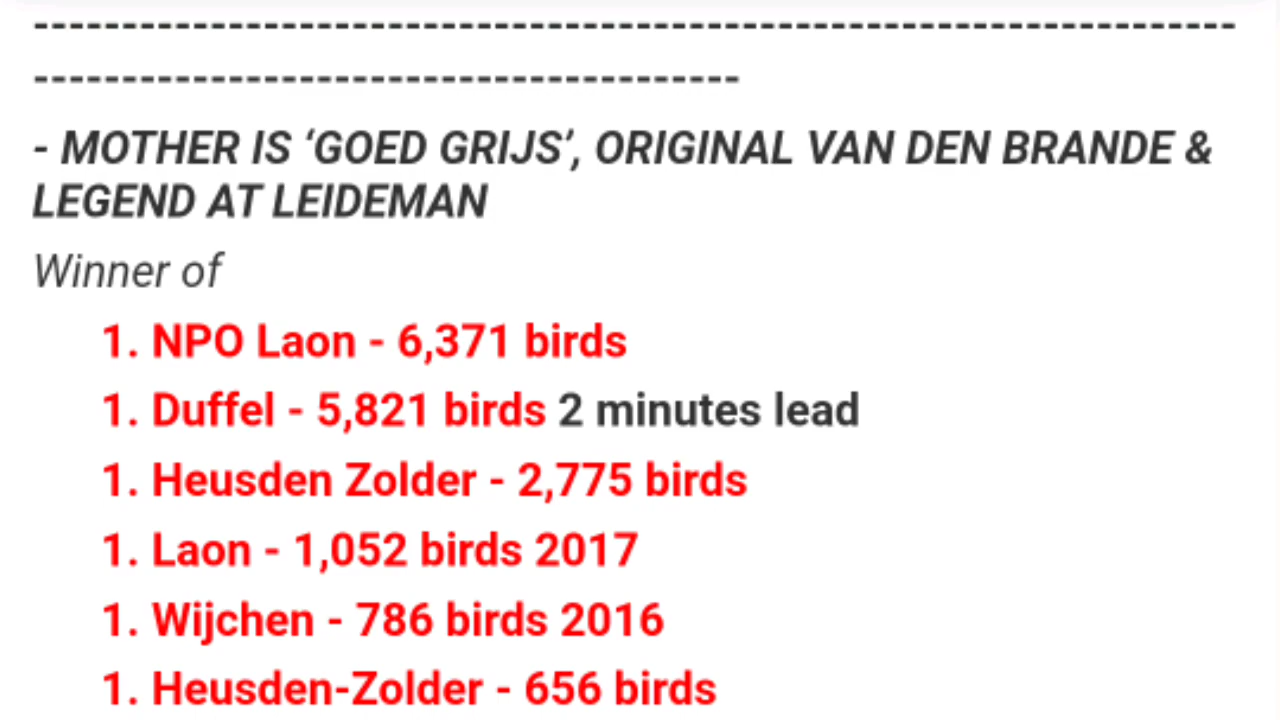 --------------------------------------------------------------------------
--------------------------------------------
- MOTHER IS ‘GOED GRIJS’, ORIGINAL VAN DEN BRANDE &
LEGEND AT LEIDEMAN
Winner of
1. NPO Laon - 6,371 birds
1. Duffel - 5,821 birds 2 minutes lead
1. Heusden Zolder - 2,775 birds
1. Laon - 1,052 birds 2017
1. Wijchen - 786 birds 2016
1. Heusden-Zolder - 656 birds